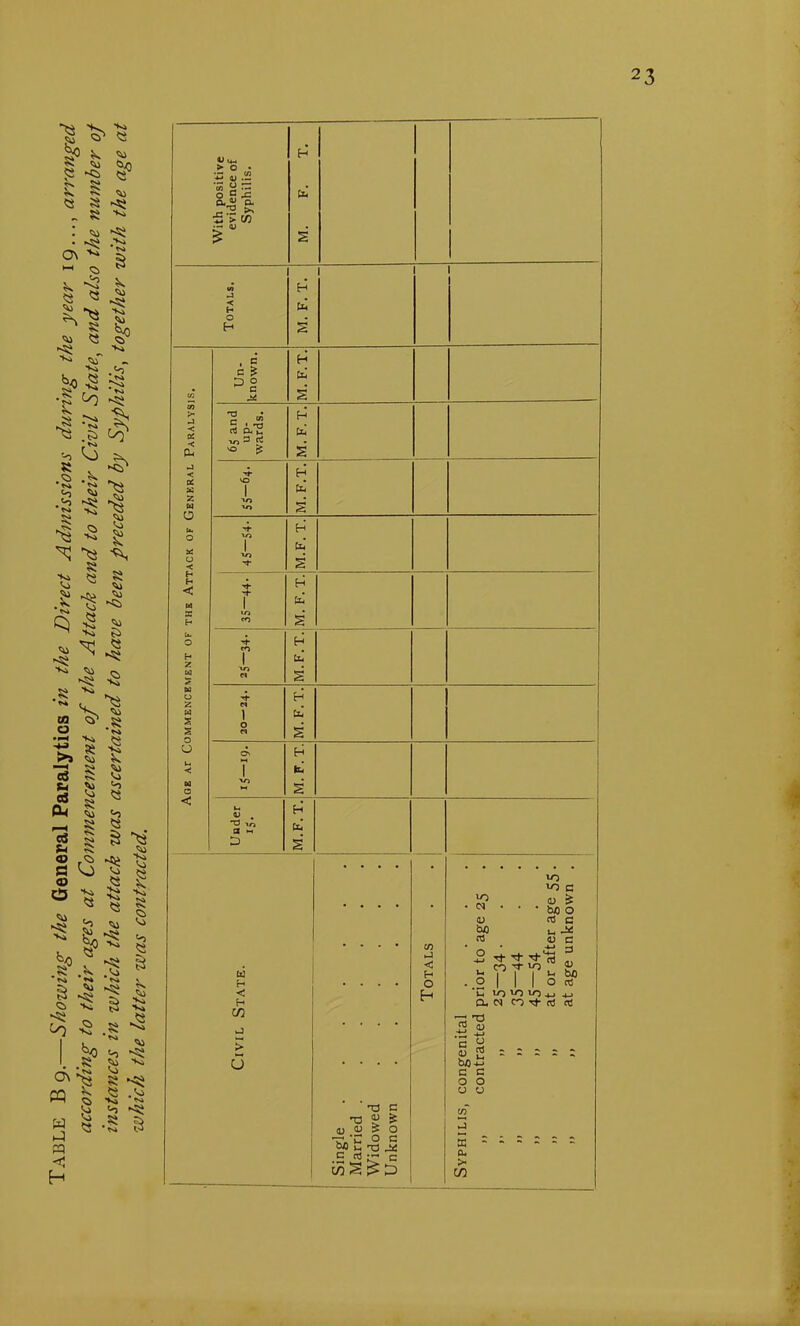 23
TABLE B 9.—Showing the General Paralytics in the Direct Admissions during the year 19..., arranged
according to their ages at Commencement of the Attack and to their Civil State, and also the number of
instances in which the attack was ascertained to have been preceded by Syphilis, together with the age at
which the latter was contracted.
CIVIL STATE.
AGE AT COMMENCEMENT OF THE ATTACK OF GENERAL PARALYSIS.
TOTALS.
With positive
evidence of
Syphilis.
Under
15.
15—19.
20—24.
25—34.
35—44.
45—54.
55—64.
65 and
up-
wards.
Un-
known.
M.F.T.
M.F.T.
M.F.T.
M.F.T.
M.F.T.
M.F.T.
M.F.T.
M.F.T.
M.F.T.
M.F.T.
M. F. T.
Single . . . .
Married . . . . .
Widowed . . . .
Unknown . . . .
TOTALS . .
SYPHILIS, congenital . . . .
„ contracted prior to age 25 .
„ „ 25—34 . . .
„ „ 35—44 . . .
„ „ 45—54 . . .
„ „ at or after age 55 .
„ „ at age unknown .